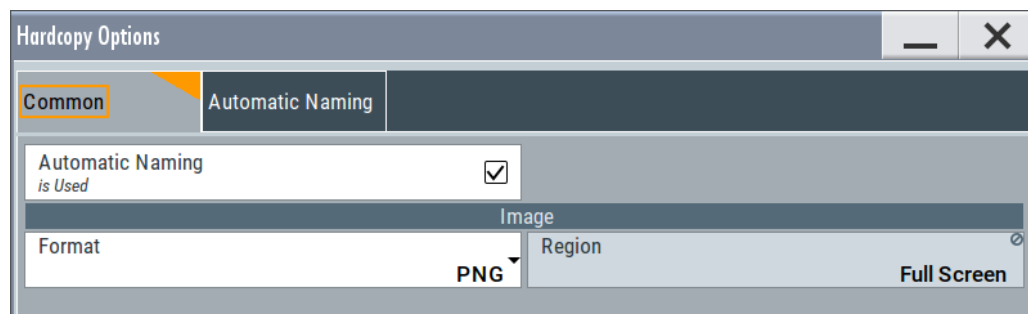 Hardcopy Options
Common
Automatic Naming
Automatic Naming
is Used
Image
Format
PNG
Region
Full Screen